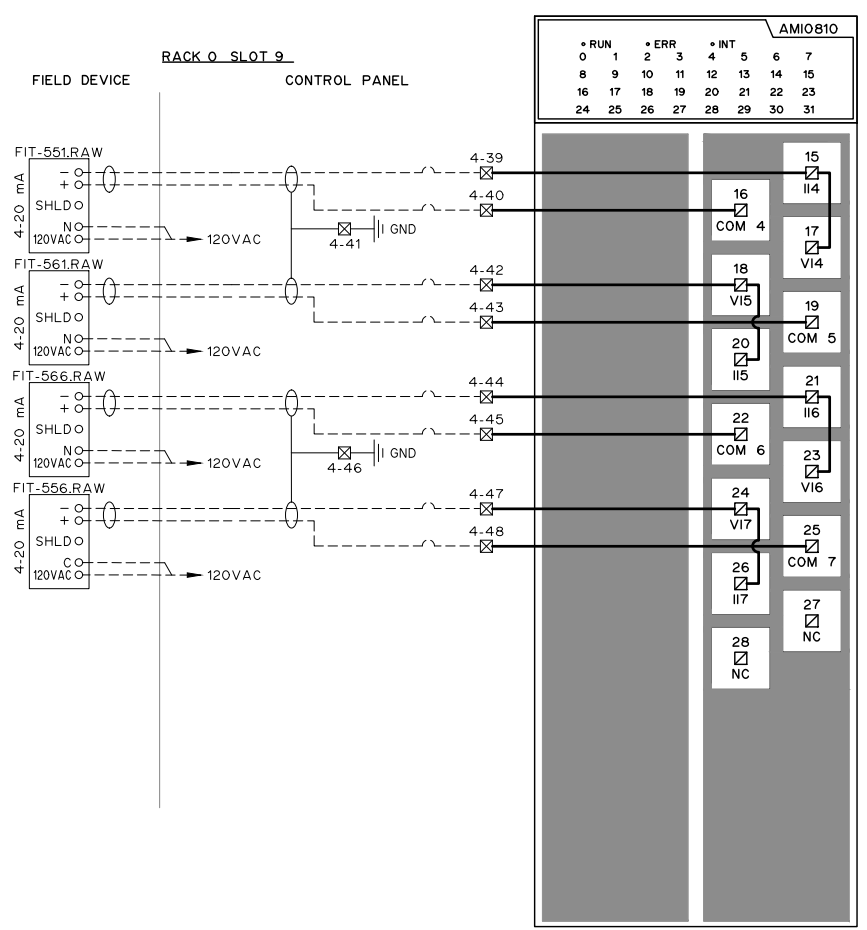 AMI0810
RUN ERR INT
0 1 2 3 4 5 6 7
8 9 10 11 12 13 14 15
16 17 18 19 20 21 22 23
24 25 26 27 28 29 30 31
RACK 0 SLOT 9
FIELD DEVICE CONTROL PANEL
FIT-551.RAW
4-20 mA
-
+
SHLD
N
120VAC
120VAC
4-39
4-40
4-41
GND
15
II4
16
COM 4
17
VI4
FIT-561.RAW
4-20 mA
-
+
SHLD
N
120VAC
120VAC
4-42
4-43
18
VI5
19
COM 5
20
II5
FIT-566.RAW
4-20 mA
-
+
SHLD
N
120VAC
120VAC
4-44
4-45
4-46
GND
21
II6
22
COM 6
23
VI6
FIT-556.RAW
4-20 mA
-
+
SHLD
C
120VAC
120VAC
4-47
4-48
24
VI7
25
COM 7
26
II7
27
NC
28
NC